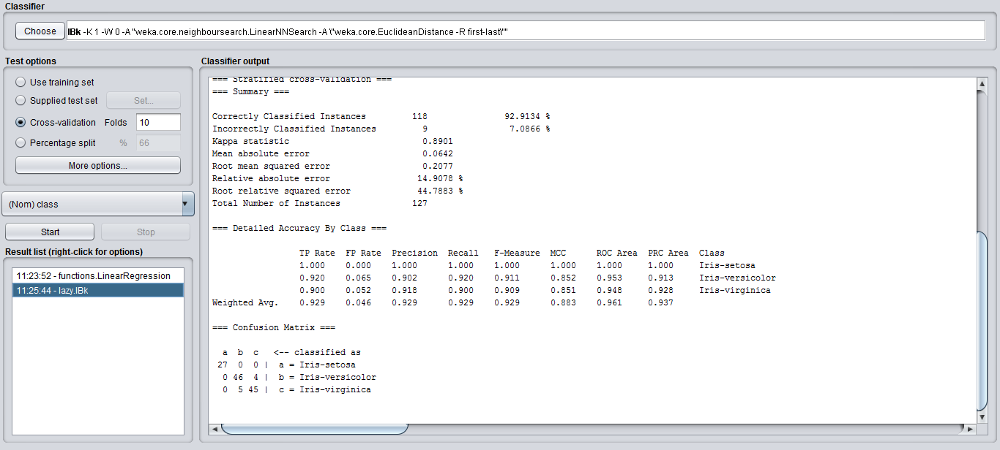 Classifier
Choose IBk -K 1 -W 0 -A "weka.core.neighboursearch.LinearNNSearch -A \"weka.core.EuclideanDistance -R first-last\""
Test options
Use training set
Supplied test set Set...
Cross-validation Folds 10
Percentage split % 66
More options...
(Nom) class
Start Stop
Result list (right-click for options)
11:23:52 - functions.LinearRegression
11:25:44 - lazy.IBk
Classifier output
=== Stratified cross-validation ===
=== Summary ===
Correctly Classified Instances 118 92.9134 %
Incorrectly Classified Instances 9 7.0866 %
Kappa statistic 0.8901
Mean absolute error 0.0642
Root mean squared error 0.2077
Relative absolute error 14.9078 %
Root relative squared error 44.7883 %
Total Number of Instances 127
=== Detailed Accuracy By Class ===
TP Rate FP Rate Precision Recall F-Measure MCC ROC Area PRC Area Class
1.000 0.000 1.000 1.000 1.000 1.000 1.000 1.000 Iris-setosa
0.920 0.065 0.902 0.920 0.911 0.852 0.953 0.913 Iris-versicolor
0.900 0.052 0.918 0.900 0.909 0.851 0.948 0.928 Iris-virginica
Weighted Avg. 0.929 0.046 0.929 0.929 0.929 0.883 0.961 0.937
=== Confusion Matrix ===
a b c <-- classified as
27 0 0 | a = Iris-setosa
0 46 4 | b = Iris-versicolor
0 5 45 | c = Iris-virginica